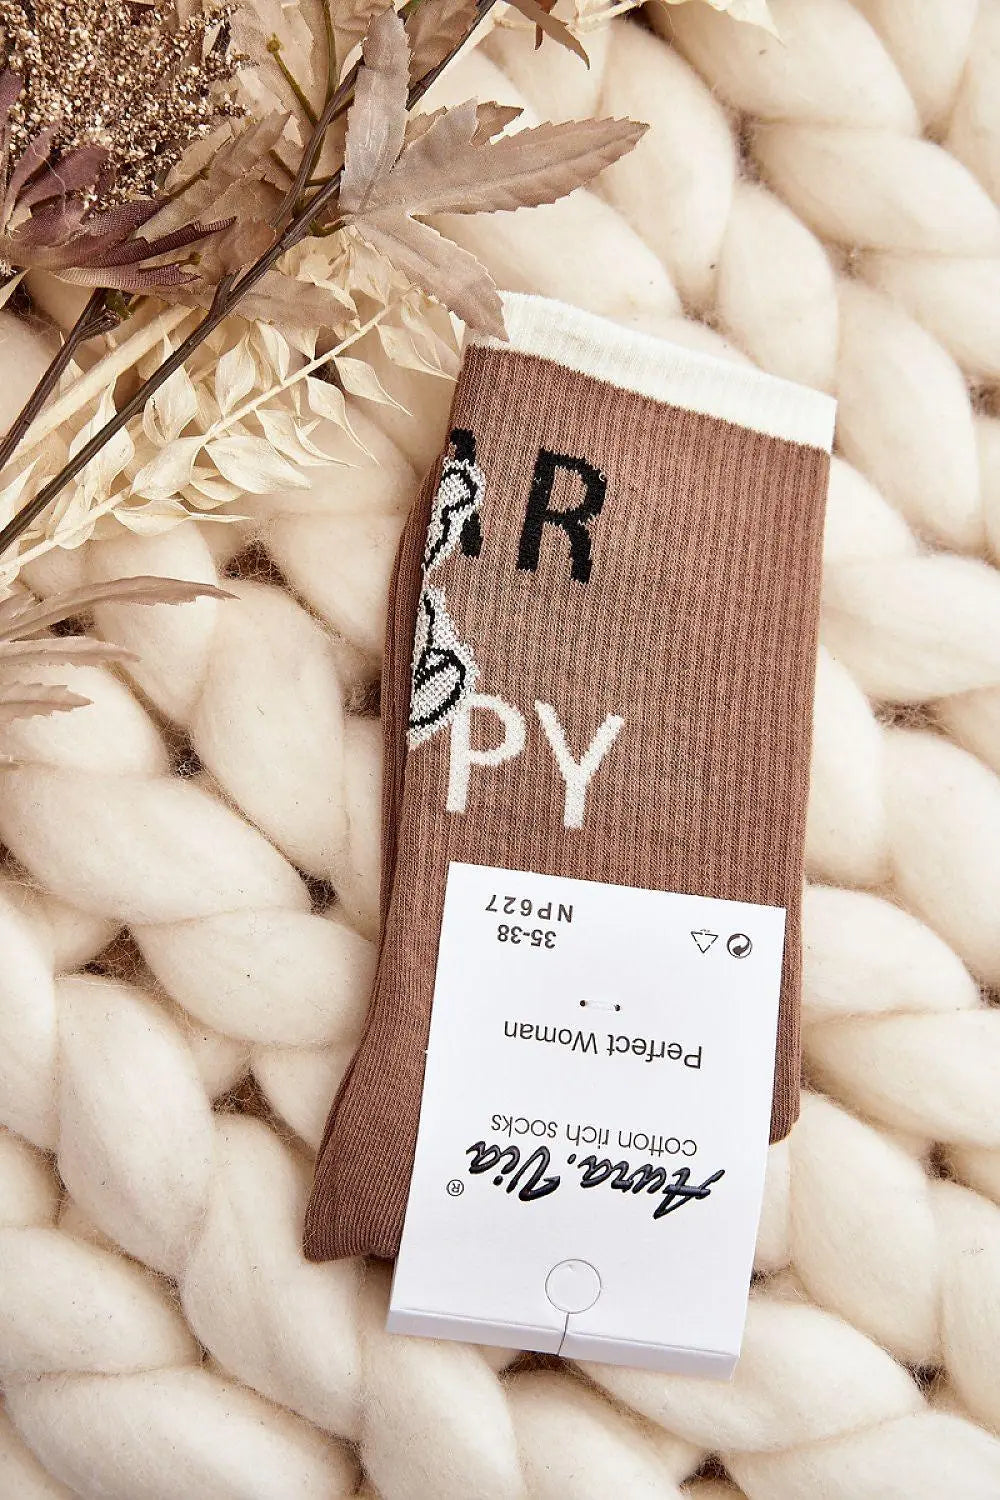 R
PY
Aura.Via®
cotton rich socks
Perfect Woman
35-38
NP627